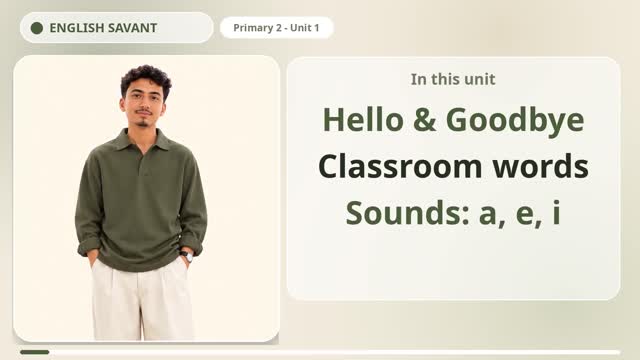 ENGLISH SAVANT
Primary 2 - Unit 1
In this unit
Hello & Goodbye
Classroom words
Sounds: a, e, i